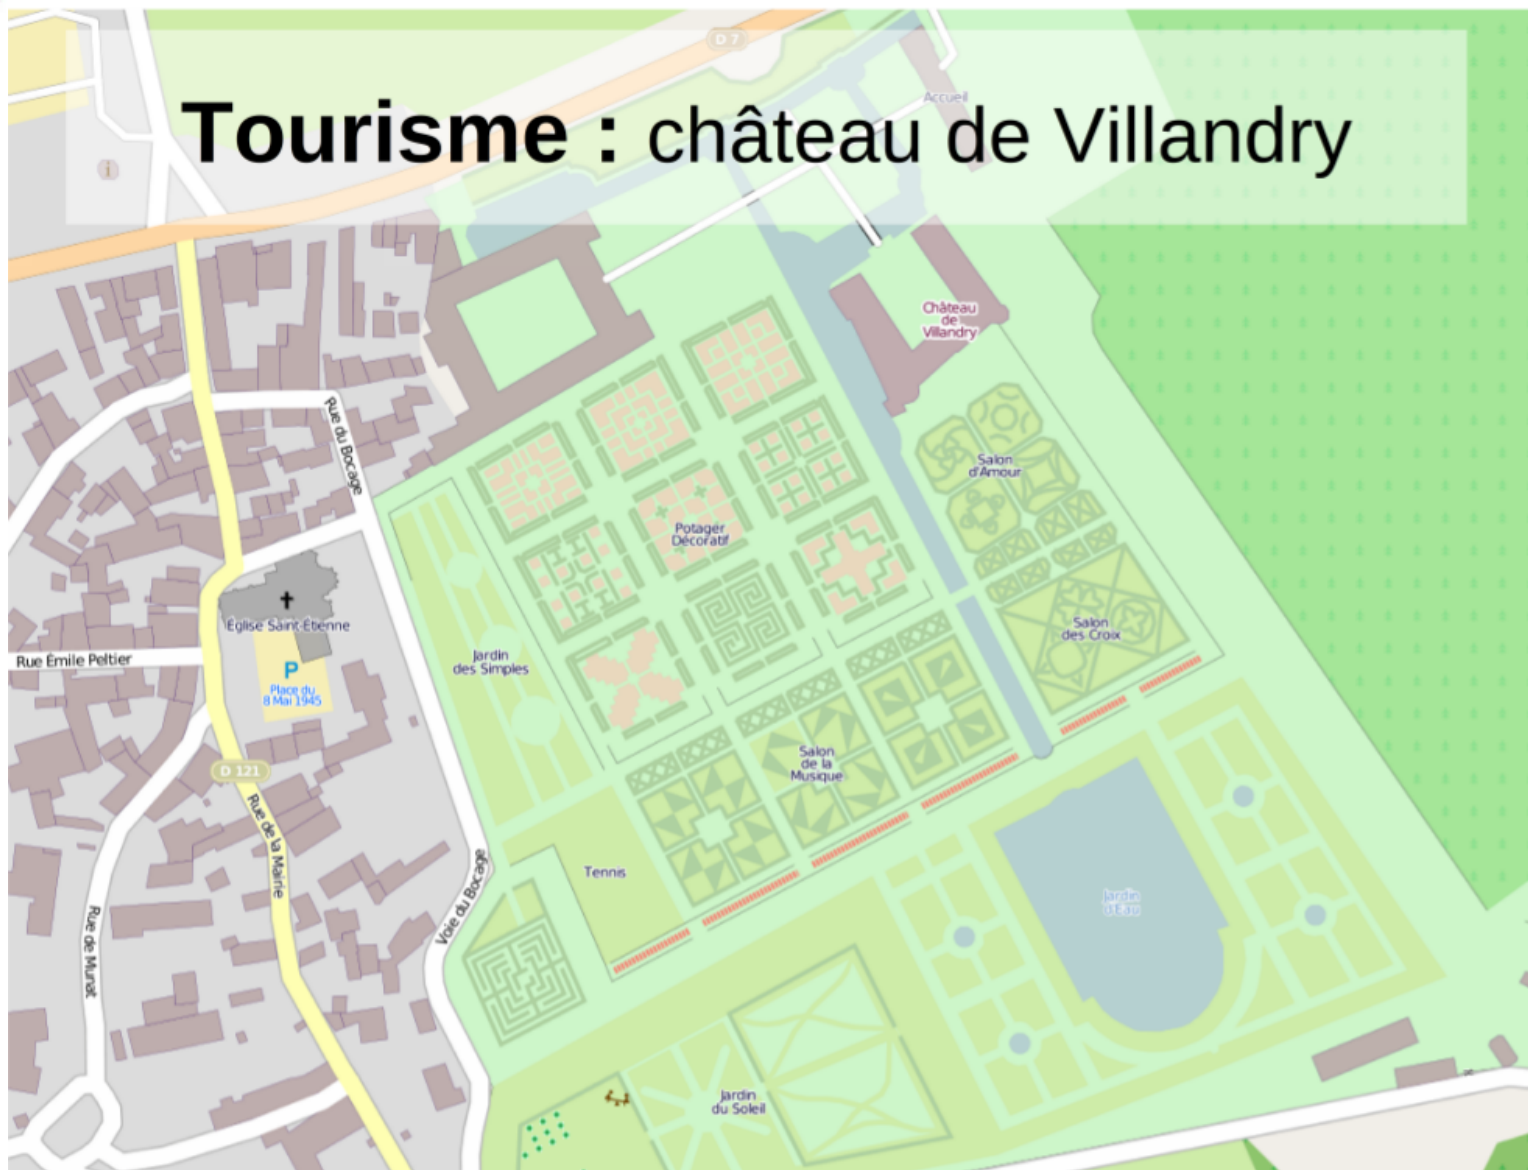 D 7
Accueil
Tourisme : château de Villandry
i
Château
de
Villandry
Rue du Bocage
Salon
d'Amour
Potager
Décoratif
Église Saint-Étienne
Salon
des Croix
Rue Émile Peltier
P
Place du
8 Mai 1945
Jardin
des Simples
D 121
Salon
de la
Musique
Rue de la Mairie
Tennis
Voie du Bocage
Jardin
d'Eau
Rue de Munat
Jardin
du Soleil